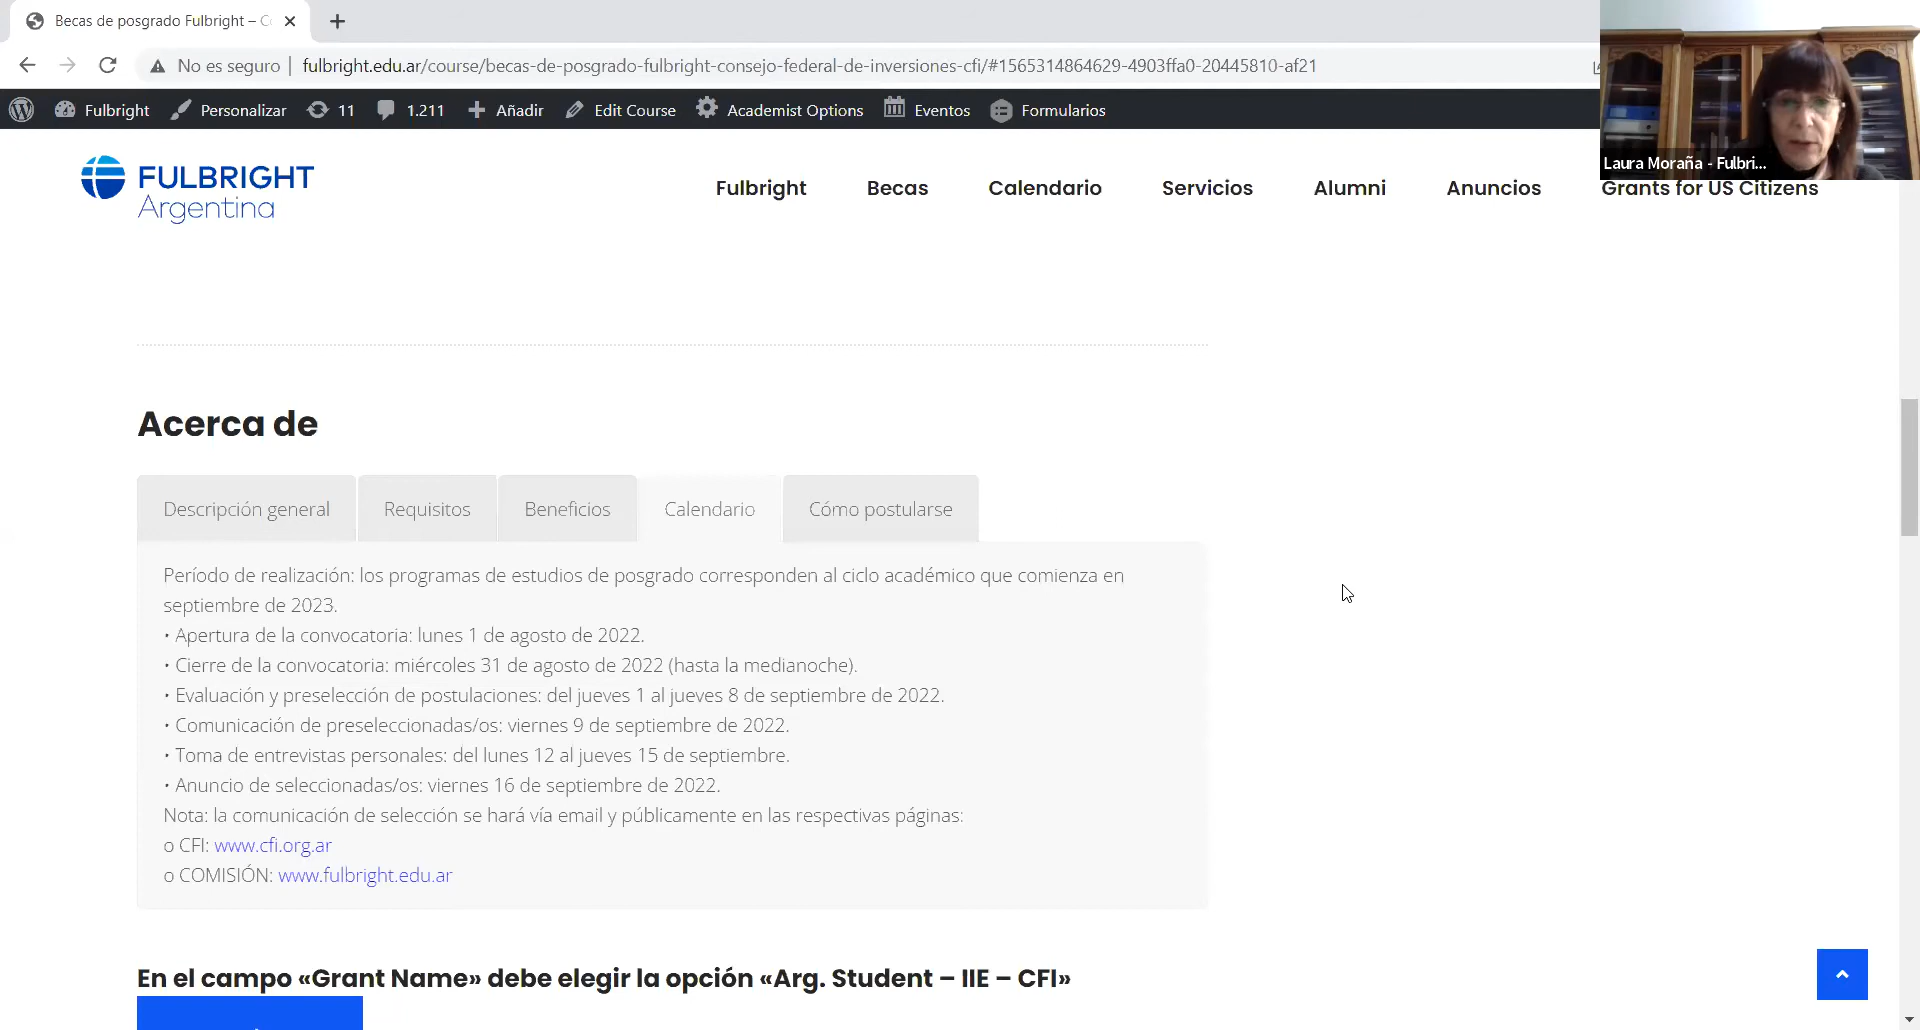 Becas de posgrado Fulbright – C
No es seguro
fulbright.edu.ar/course/becas-de-posgrado-fulbright-consejo-federal-de-inversiones-cfi/#1565314864629-4903ffa0-20445810-af21
Fulbright
Personalizar
11
1.211
Añadir
Edit Course
Academist Options
Eventos
Formularios
Laura Moraña - Fulbri...
FULBRIGHT
Argentina
Fulbright
Becas
Calendario
Servicios
Alumni
Anuncios
Grants for US Citizens
Acerca de
Descripción general
Requisitos
Beneficios
Calendario
Cómo postularse
Período de realización: los programas de estudios de posgrado corresponden al ciclo académico que comienza en
septiembre de 2023.
• Apertura de la convocatoria: lunes 1 de agosto de 2022.
• Cierre de la convocatoria: miércoles 31 de agosto de 2022 (hasta la medianoche).
• Evaluación y preselección de postulaciones: del jueves 1 al jueves 8 de septiembre de 2022.
• Comunicación de preseleccionadas/os: viernes 9 de septiembre de 2022.
• Toma de entrevistas personales: del lunes 12 al jueves 15 de septiembre.
• Anuncio de seleccionadas/os: viernes 16 de septiembre de 2022.
Nota: la comunicación de selección se hará vía email y públicamente en las respectivas páginas:
o CFI: www.cfi.org.ar
o COMISIÓN: www.fulbright.edu.ar
En el campo «Grant Name» debe elegir la opción «Arg. Student – IIE – CFI»